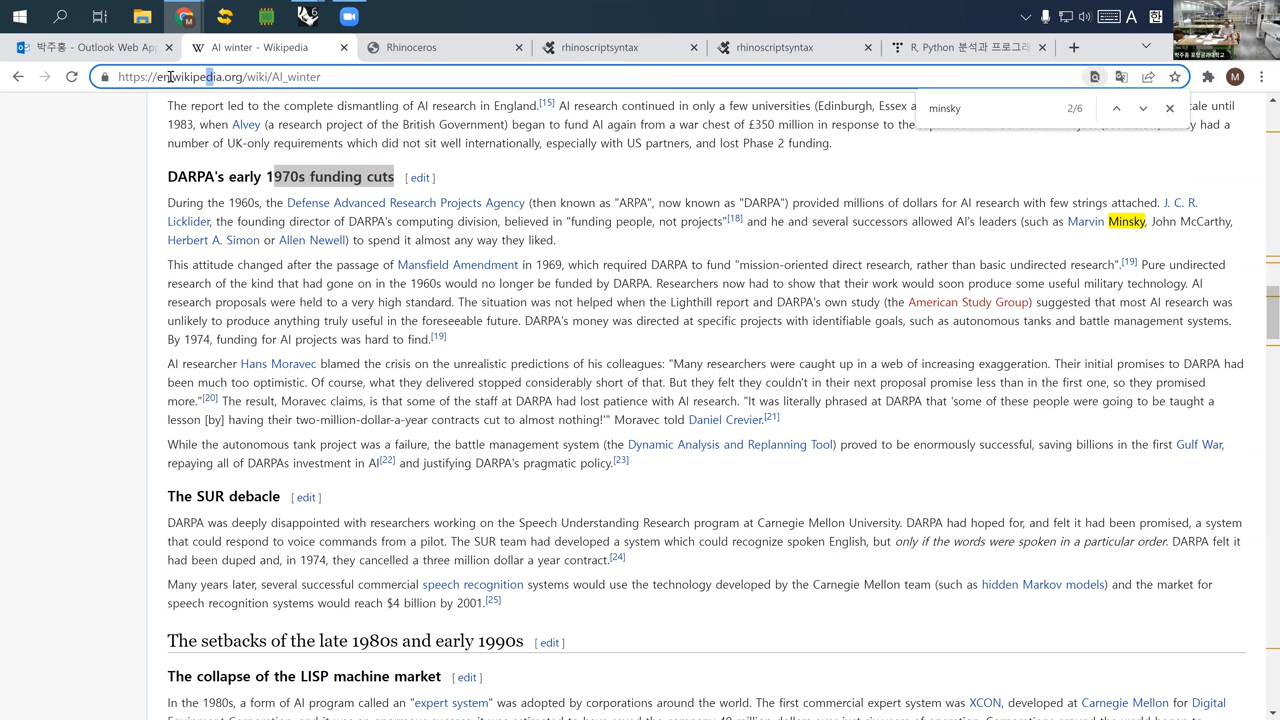 박주홍 - Outlook Web App
AI winter - Wikipedia
Rhinoceros
rhinoscriptsyntax
rhinoscriptsyntax
R, Python 분석과 프로그래
A
한
https://en.wikipedia.org/wiki/AI_winter
M
minsky
2/6
The report led to the complete dismantling of AI research in England.[15] AI research continued in only a few universities (Edinburgh, Essex a
until
1983, when Alvey (a research project of the British Government) began to fund AI again from a war chest of £350 million in response to the
had a
number of UK-only requirements which did not sit well internationally, especially with US partners, and lost Phase 2 funding.
DARPA's early 1970s funding cuts [ edit ]
During the 1960s, the Defense Advanced Research Projects Agency (then known as "ARPA", now known as "DARPA") provided millions of dollars for AI research with few strings attached. J. C. R.
Licklider, the founding director of DARPA's computing division, believed in "funding people, not projects"[18] and he and several successors allowed AI's leaders (such as Marvin Minsky, John McCarthy,
Herbert A. Simon or Allen Newell) to spend it almost any way they liked.
This attitude changed after the passage of Mansfield Amendment in 1969, which required DARPA to fund "mission-oriented direct research, rather than basic undirected research".[19] Pure undirected
research of the kind that had gone on in the 1960s would no longer be funded by DARPA. Researchers now had to show that their work would soon produce some useful military technology. AI
research proposals were held to a very high standard. The situation was not helped when the Lighthill report and DARPA's own study (the American Study Group) suggested that most AI research was
unlikely to produce anything truly useful in the foreseeable future. DARPA's money was directed at specific projects with identifiable goals, such as autonomous tanks and battle management systems.
By 1974, funding for AI projects was hard to find.[19]
AI researcher Hans Moravec blamed the crisis on the unrealistic predictions of his colleagues: "Many researchers were caught up in a web of increasing exaggeration. Their initial promises to DARPA had
been much too optimistic. Of course, what they delivered stopped considerably short of that. But they felt they couldn't in their next proposal promise less than in the first one, so they promised
more."[20] The result, Moravec claims, is that some of the staff at DARPA had lost patience with AI research. "It was literally phrased at DARPA that 'some of these people were going to be taught a
lesson [by] having their two-million-dollar-a-year contracts cut to almost nothing!'" Moravec told Daniel Crevier.[21]
While the autonomous tank project was a failure, the battle management system (the Dynamic Analysis and Replanning Tool) proved to be enormously successful, saving billions in the first Gulf War,
repaying all of DARPAs investment in AI[22] and justifying DARPA's pragmatic policy.[23]
The SUR debacle [ edit ]
DARPA was deeply disappointed with researchers working on the Speech Understanding Research program at Carnegie Mellon University. DARPA had hoped for, and felt it had been promised, a system
that could respond to voice commands from a pilot. The SUR team had developed a system which could recognize spoken English, but only if the words were spoken in a particular order. DARPA felt it
had been duped and, in 1974, they cancelled a three million dollar a year contract.[24]
Many years later, several successful commercial speech recognition systems would use the technology developed by the Carnegie Mellon team (such as hidden Markov models) and the market for
speech recognition systems would reach $4 billion by 2001.[25]
The setbacks of the late 1980s and early 1990s [ edit ]
The collapse of the LISP machine market [ edit ]
In the 1980s, a form of AI program called an "expert system" was adopted by corporations around the world. The first commercial expert system was XCON, developed at Carnegie Mellon for Digital